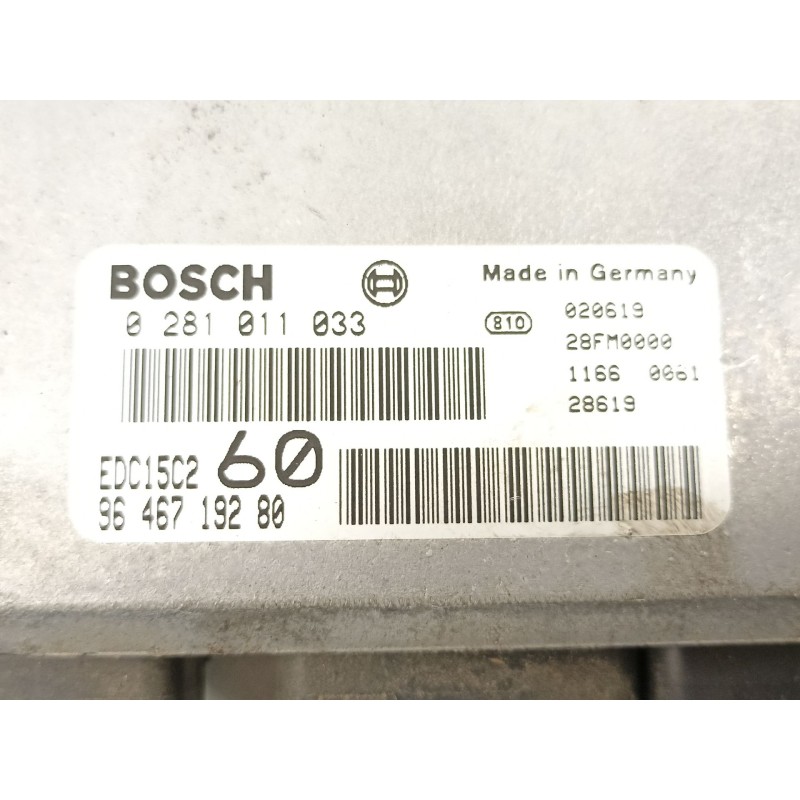 BOSCH
Made in Germany
0 281 011 033
810
020619
28FM0000
1166 0061
28619
EDC15C2 60
96 467 192 80